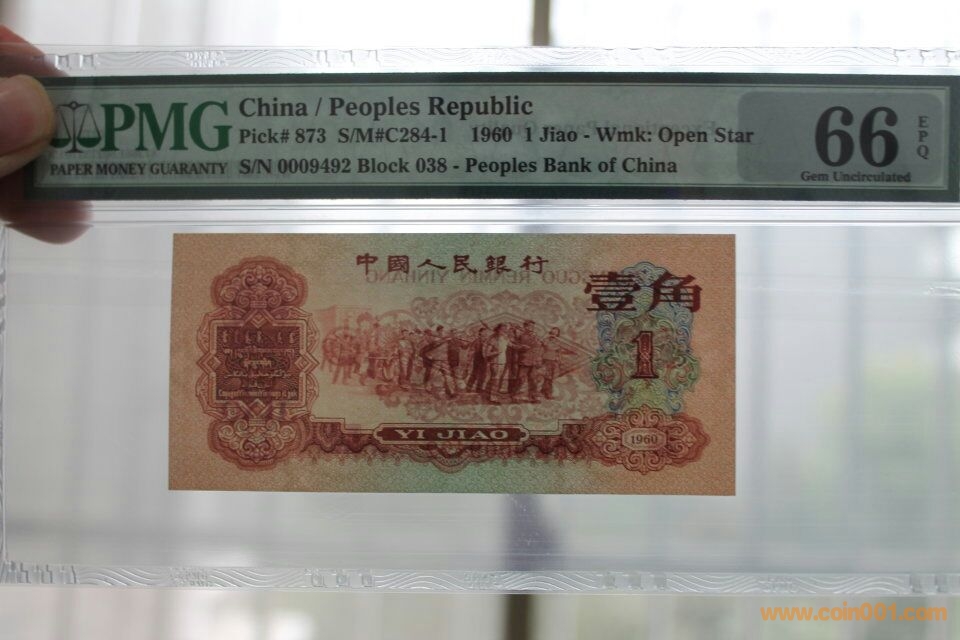 PMG
PAPER MONEY GUARANTY
China / Peoples Republic
Pick# 873 S/M#C284-1 1960 1 Jiao - Wmk: Open Star
S/N 0009492 Block 038 - Peoples Bank of China
66
EPQ
Gem Uncirculated
中國人民銀行
壹角
1
YI JIAO
1960
www.coin001.com